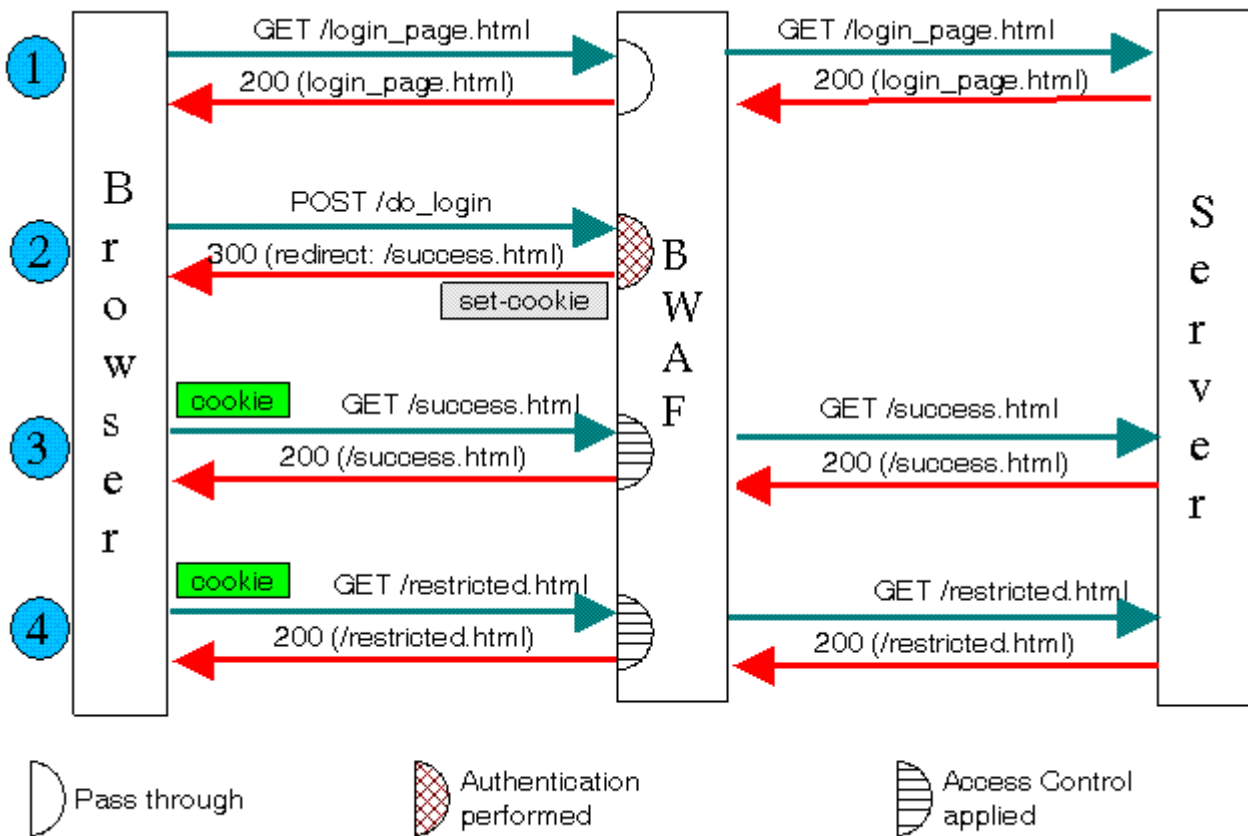 GET /login_page.html
GET /login_page.html
1
200 (login_page.html)
200 (login_page.html)
Browser
BWAF
Server
POST /do_login
2
300 (redirect: /success.html)
set-cookie
cookie
GET /success.html
GET /success.html
3
200 (/success.html)
200 (/success.html)
cookie
GET /restricted.html
GET /restricted.html
4
200 (/restricted.html)
200 (/restricted.html)
Pass through
Authentication
performed
Access Control
applied